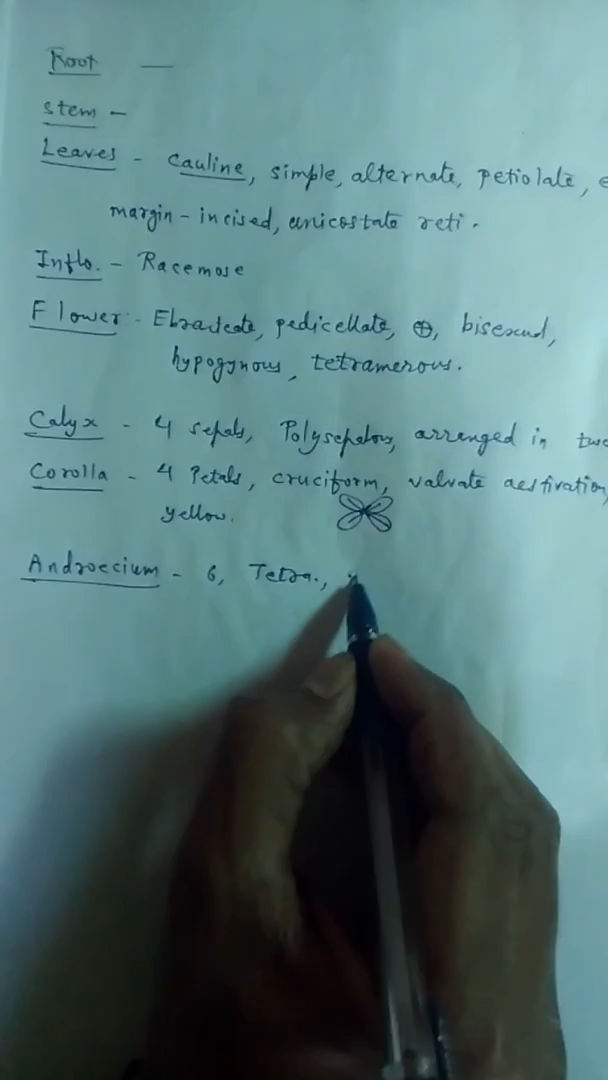 Root —
Stem -
Leaves - Cauline, simple, alternate, petiolate, e
margin - incised, unicostate reti.
Inflo. - Racemose
Flower - Ebracteate, pedicellate, ⊕, bisexual,
hypogynous, tetramerous.
Calyx - 4 sepals, Polysepalous, arranged in two
Corolla - 4 Petals, cruciform, valvate aestivation,
yellow.
Androecium - 6, Tetra.,